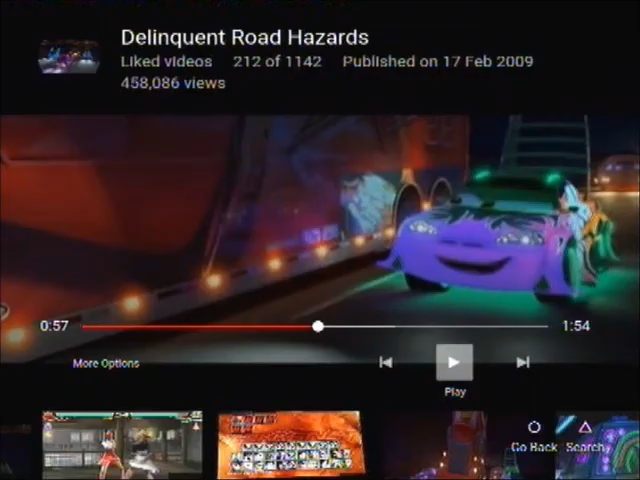 Delinquent Road Hazards
Liked videos 212 of 1142 Published on 17 Feb 2009
458,086 views
0:57
1:54
More Options
Play
Go Back Search